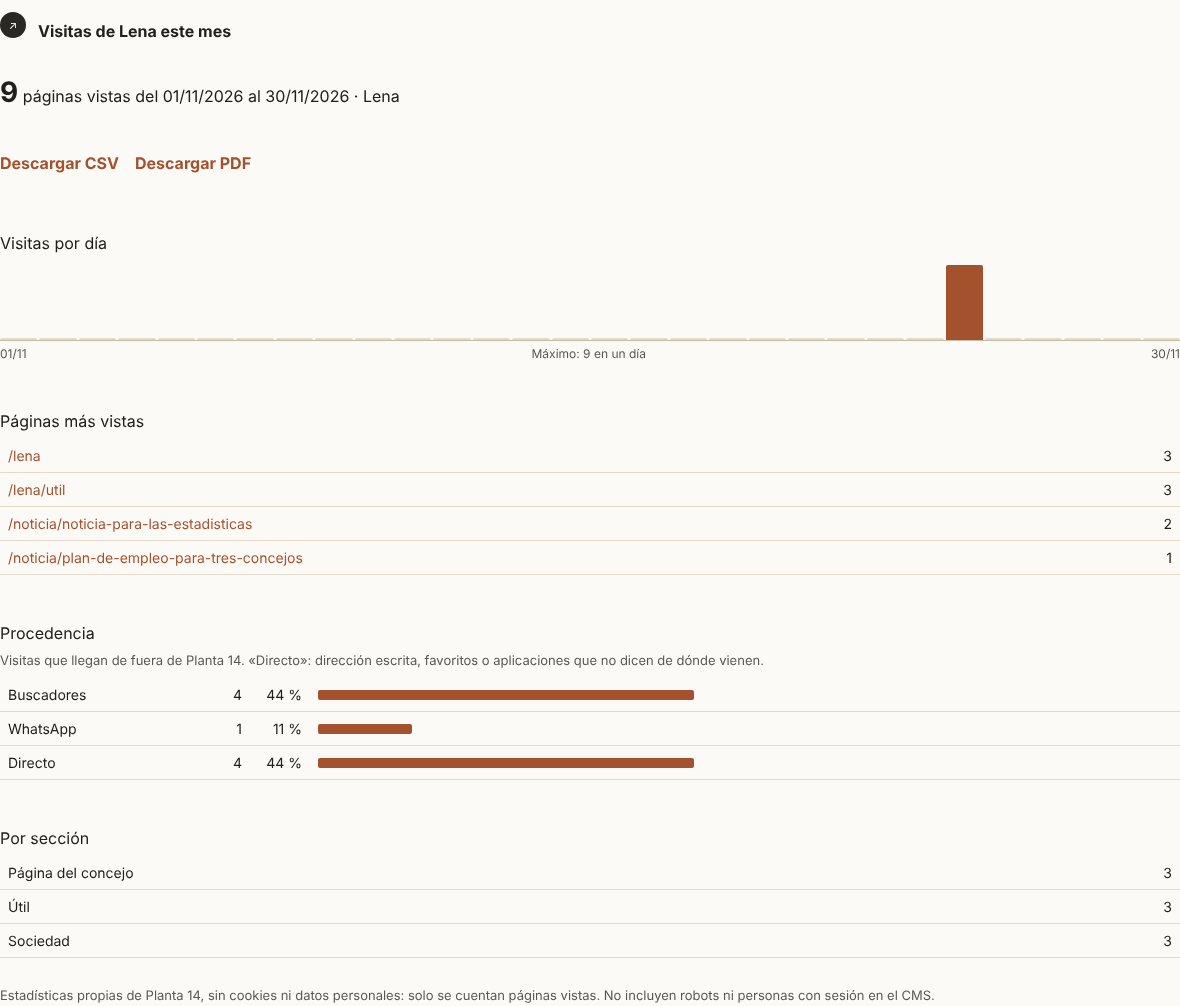 Visitas de Lena este mes
9 páginas vistas del 01/11/2026 al 30/11/2026 · Lena
Descargar CSV Descargar PDF
Visitas por día
01/11 Máximo: 9 en un día 30/11
Páginas más vistas
/lena 3
/lena/util 3
/noticia/noticia-para-las-estadisticas 2
/noticia/plan-de-empleo-para-tres-concejos 1
Procedencia
Visitas que llegan de fuera de Planta 14. «Directo»: dirección escrita, favoritos o aplicaciones que no dicen de dónde vienen.
Buscadores 4 44 %
WhatsApp 1 11 %
Directo 4 44 %
Por sección
Página del concejo 3
Útil 3
Sociedad 3
Estadísticas propias de Planta 14, sin cookies ni datos personales: solo se cuentan páginas vistas. No incluyen robots ni personas con sesión en el CMS.